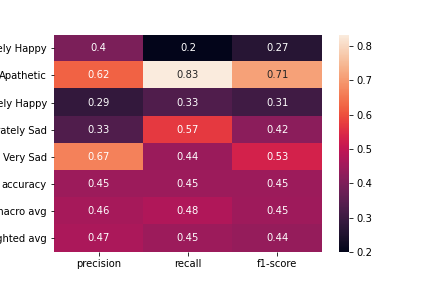 ely Happy 0.4 0.2 0.27
Apathetic 0.62 0.83 0.71
ely Happy 0.29 0.33 0.31
rately Sad 0.33 0.57 0.42
Very Sad 0.67 0.44 0.53
accuracy 0.45 0.45 0.45
macro avg 0.46 0.48 0.45
ghted avg 0.47 0.45 0.44
precision recall f1-score
0.8
0.7
0.6
0.5
0.4
0.3
0.2